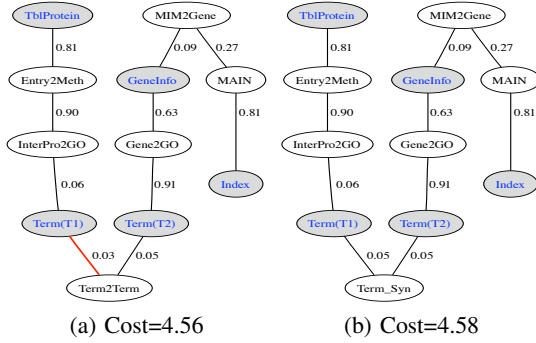 TblProtein
MIM2Gene
0.81
0.09
0.27
Entry2Meth
GeneInfo
MAIN
0.90
0.63
0.81
InterPro2GO
Gene2GO
0.06
0.91
Index
Term(T1)
Term(T2)
0.03
0.05
Term2Term
(a) Cost=4.56
TblProtein
MIM2Gene
0.81
0.09
0.27
Entry2Meth
GeneInfo
MAIN
0.90
0.63
0.81
InterPro2GO
Gene2GO
0.06
0.91
Index
Term(T1)
Term(T2)
0.05
0.05
Term_Syn
(b) Cost=4.58